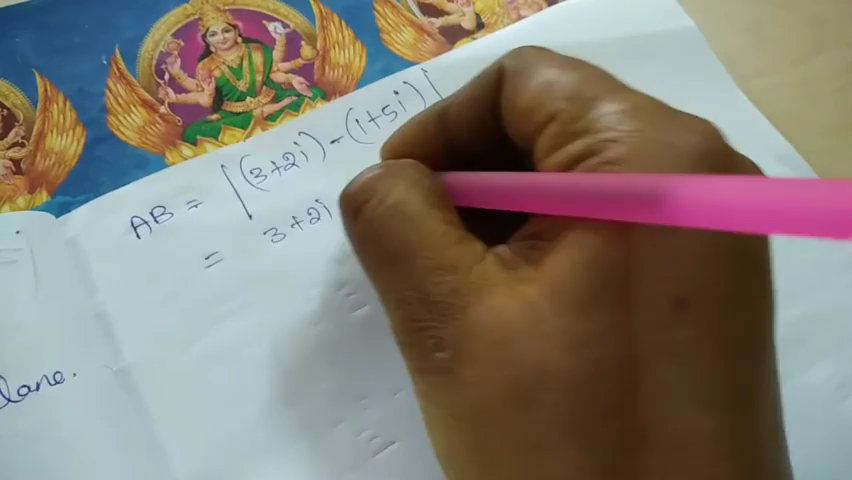 AB = |(3+2i) - (1+5i)|
= 3+2i
lane.